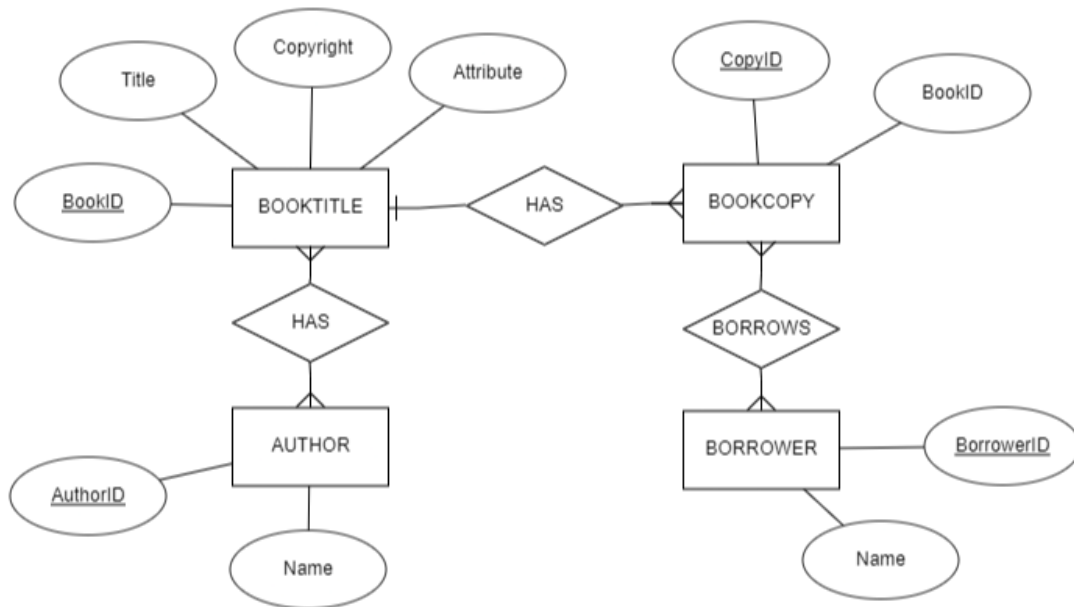 Copyright
CopyID
Title
Attribute
BookID
BookID
BOOKTITLE
HAS
BOOKCOPY
HAS
BORROWS
AUTHOR
BORROWER
BorrowerID
AuthorID
Name
Name